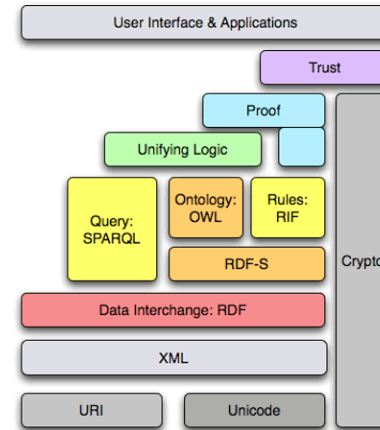 User Interface & Applications
Trust
Proof
Unifying Logic
Query:
SPARQL
Ontology:
OWL
Rules:
RIF
RDF-S
Crypto
Data Interchange: RDF
XML
URI
Unicode